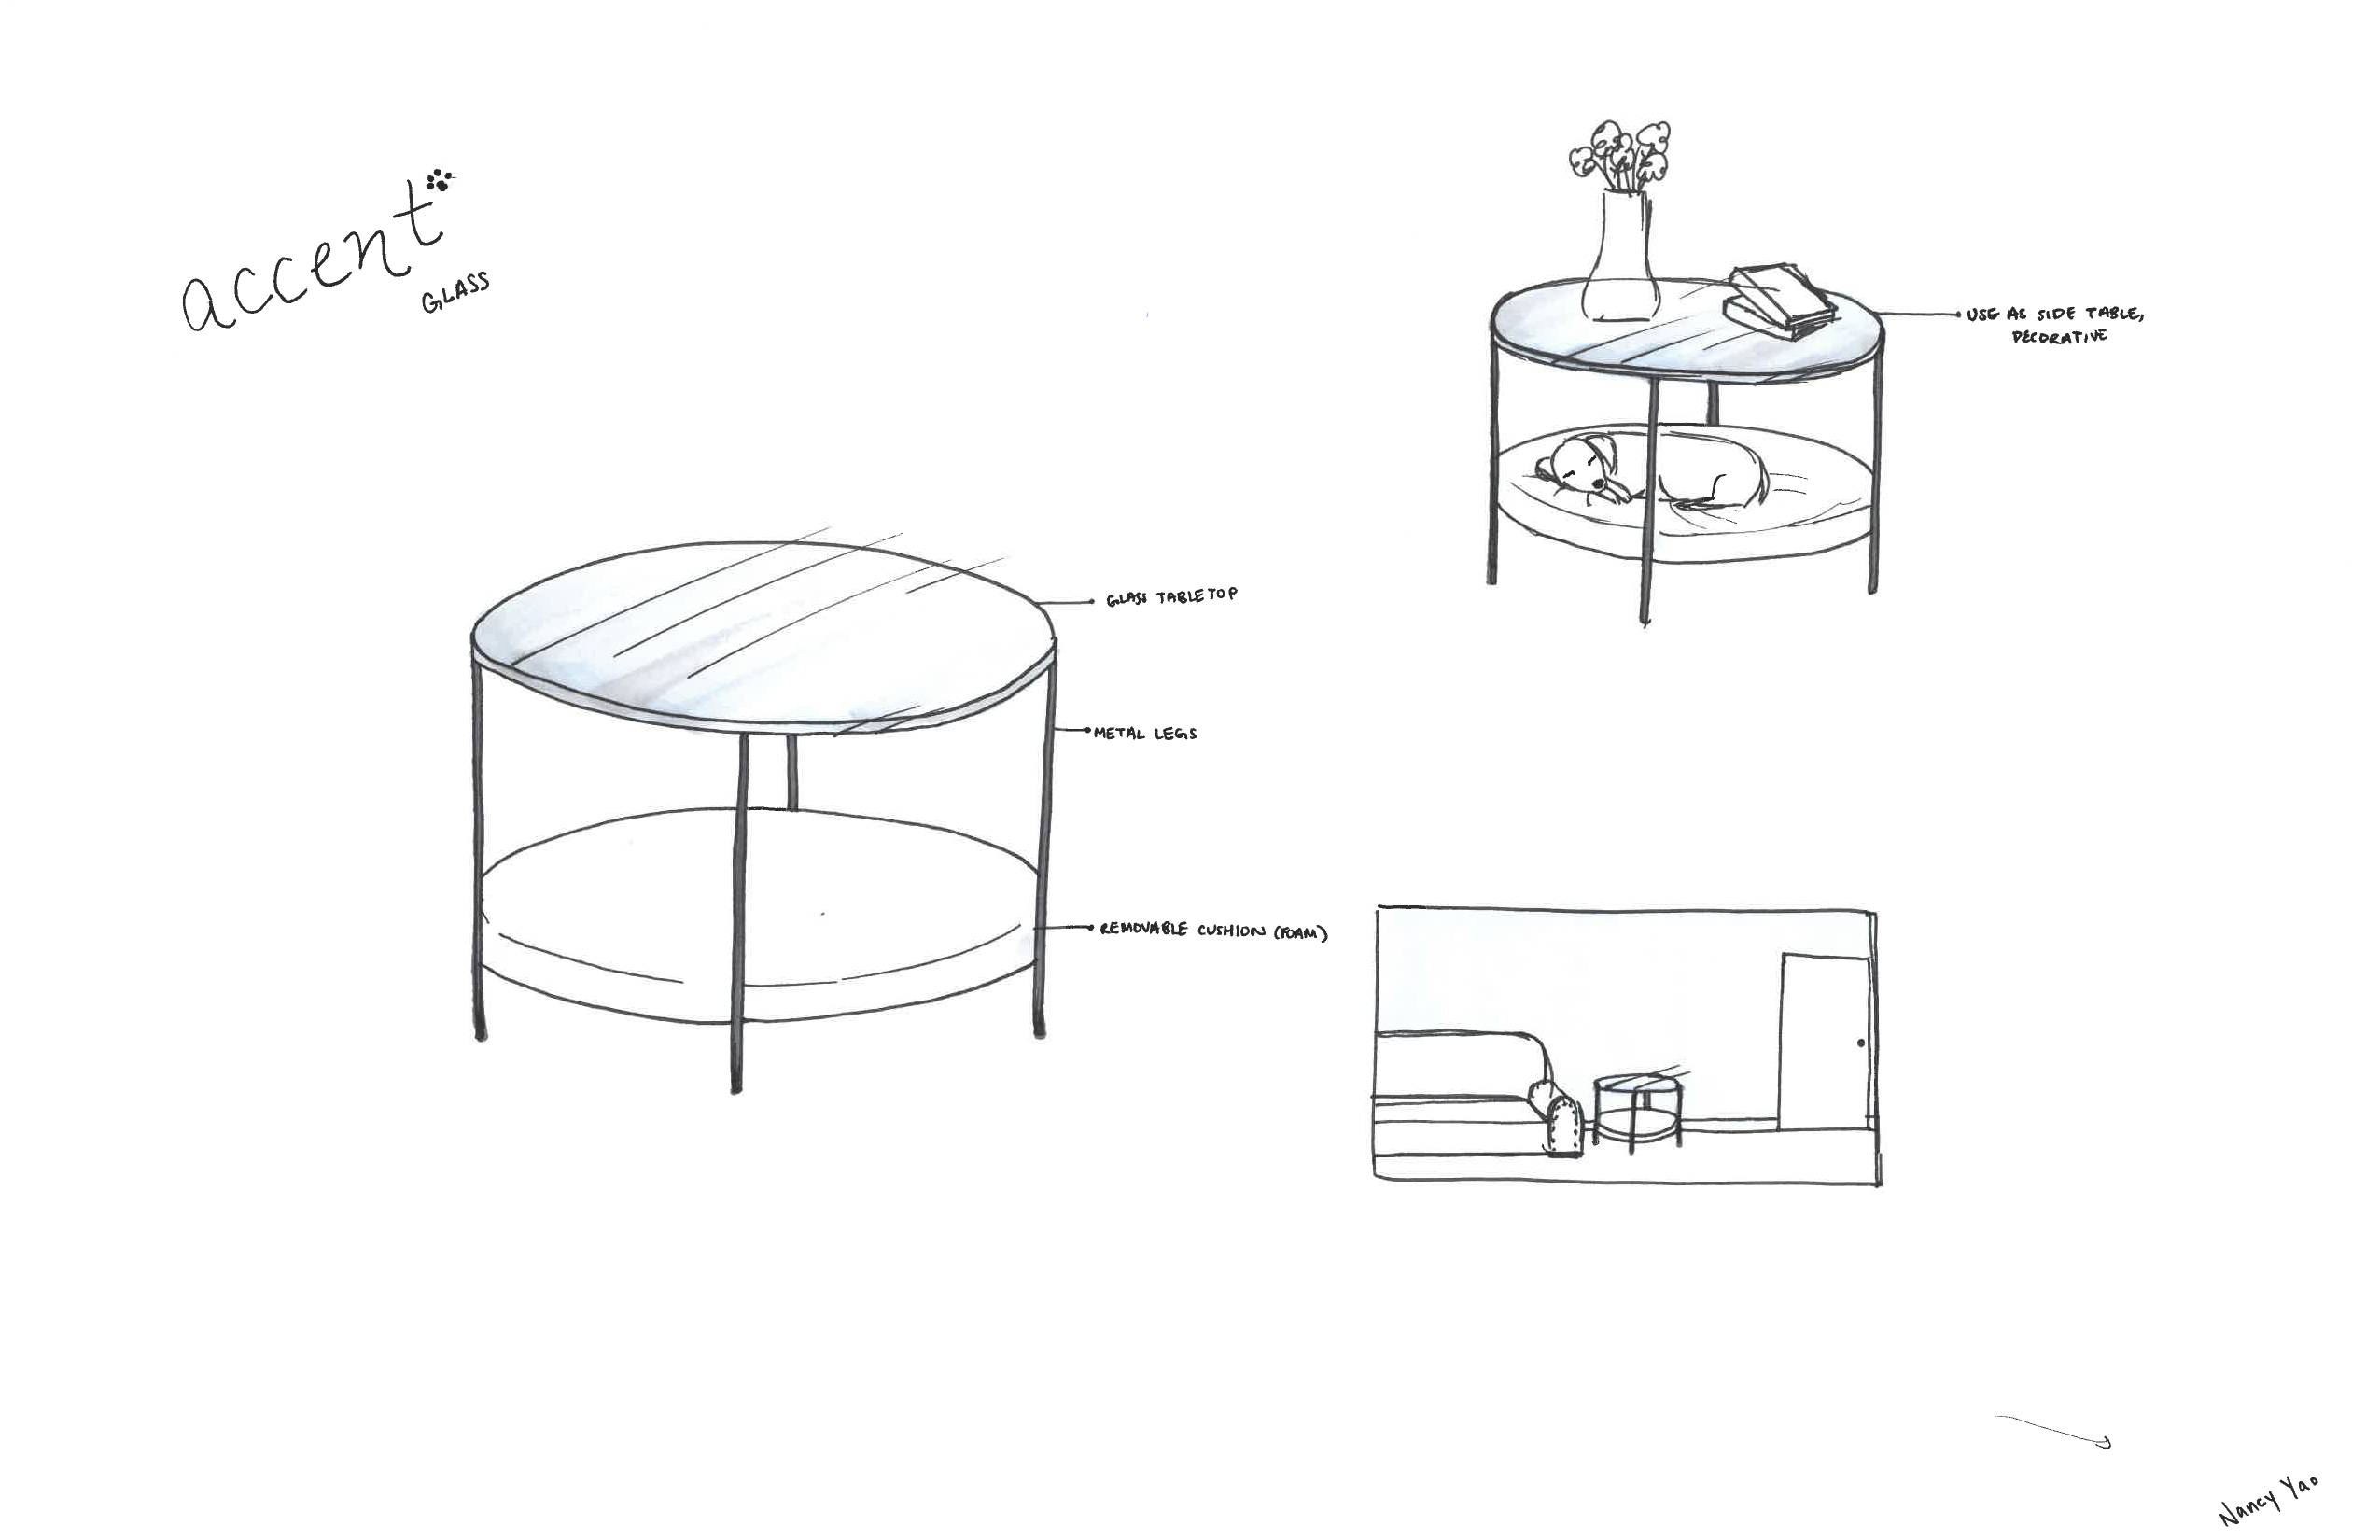 accent
GLASS
USE AS SIDE TABLE,
DECORATIVE
GLASS TABLETOP
METAL LEGS
REMOVABLE CUSHION (FOAM)
Nancy Yao